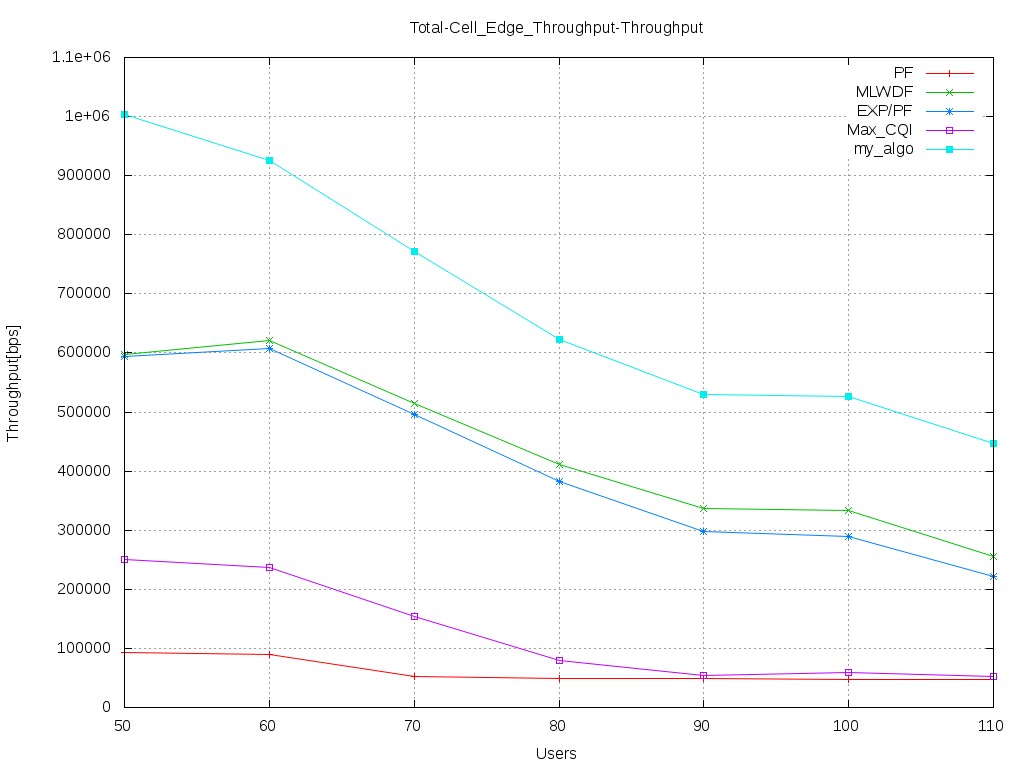 Total-Cell_Edge_Throughput-Throughput
1.1e+06
1e+06
900000
800000
700000
600000
500000
400000
300000
200000
100000
0
Throughput[bps]
PF
MLWDF
EXP/PF
Max_CQI
my_algo
50 60 70 80 90 100 110
Users